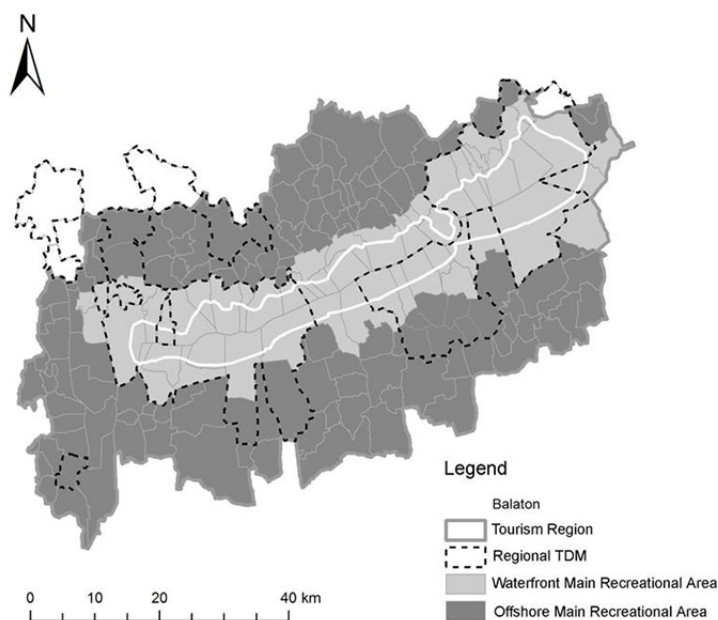 N
Legend
Balaton
Tourism Region
Regional TDM
Waterfront Main Recreational Area
Offshore Main Recreational Area
0 10 20 40 km